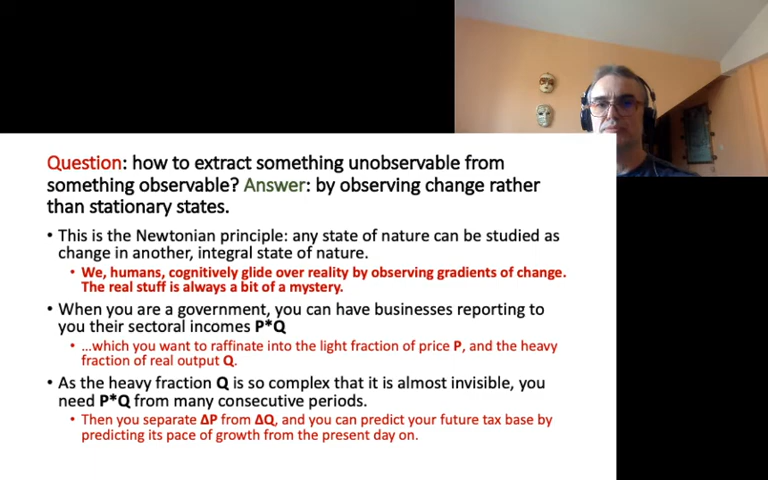 Question: how to extract something unobservable from
something observable? Answer: by observing change rather
than stationary states.
• This is the Newtonian principle: any state of nature can be studied as
change in another, integral state of nature.
• We, humans, cognitively glide over reality by observing gradients of change.
The real stuff is always a bit of a mystery.
• When you are a government, you can have businesses reporting to
you their sectoral incomes P*Q
• …which you want to raffinate into the light fraction of price P, and the heavy
fraction of real output Q.
• As the heavy fraction Q is so complex that it is almost invisible, you
need P*Q from many consecutive periods.
• Then you separate ΔP from ΔQ, and you can predict your future tax base by
predicting its pace of growth from the present day on.